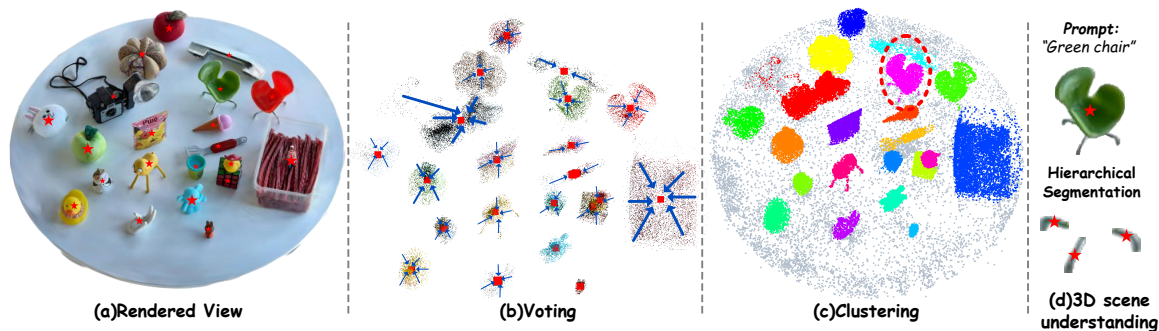 Prompt:
"Green chair"
Hierarchical
Segmentation
(a)Rendered View
(b)Voting
(c)Clustering
(d)3D scene
understanding